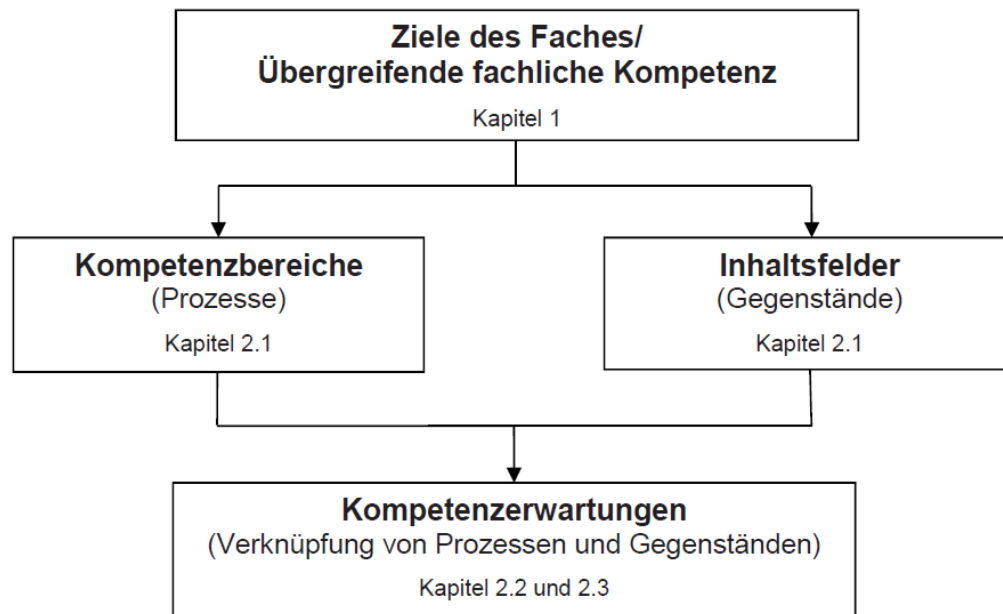 Ziele des Faches/
Übergreifende fachliche Kompetenz
Kapitel 1
Kompetenzbereiche
(Prozesse)
Kapitel 2.1
Inhaltsfelder
(Gegenstände)
Kapitel 2.1
Kompetenzerwartungen
(Verknüpfung von Prozessen und Gegenständen)
Kapitel 2.2 und 2.3